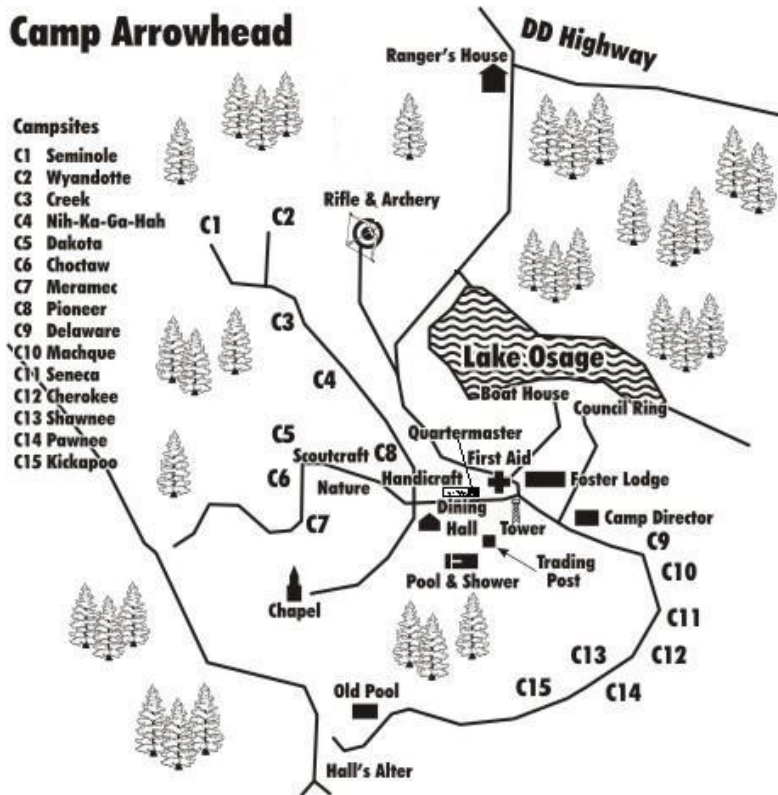 Camp Arrowhead
DD Highway
Ranger's House
Campsites
C1 Seminole
C2 Wyandotte
C3 Creek
C4 Nih-Ka-Ga-Hah
C5 Dakota
C6 Choctaw
C7 Meramec
C8 Pioneer
C9 Delaware
C10 Machque
C11 Seneca
C12 Cherokee
C13 Shawnee
C14 Pawnee
C15 Kickapoo
Rifle & Archery
C1
C2
C3
C4
Lake Osage
Boat House
Council Ring
Quartermaster
C5
Scoutcraft
C8
First Aid
C6
Nature
Handicraft
Foster Lodge
Dining
Hall
Tower
Camp Director
C7
C9
Pool & Shower
Trading
Post
C10
Chapel
C11
C13
C12
C15
C14
Old Pool
Hall's Alter